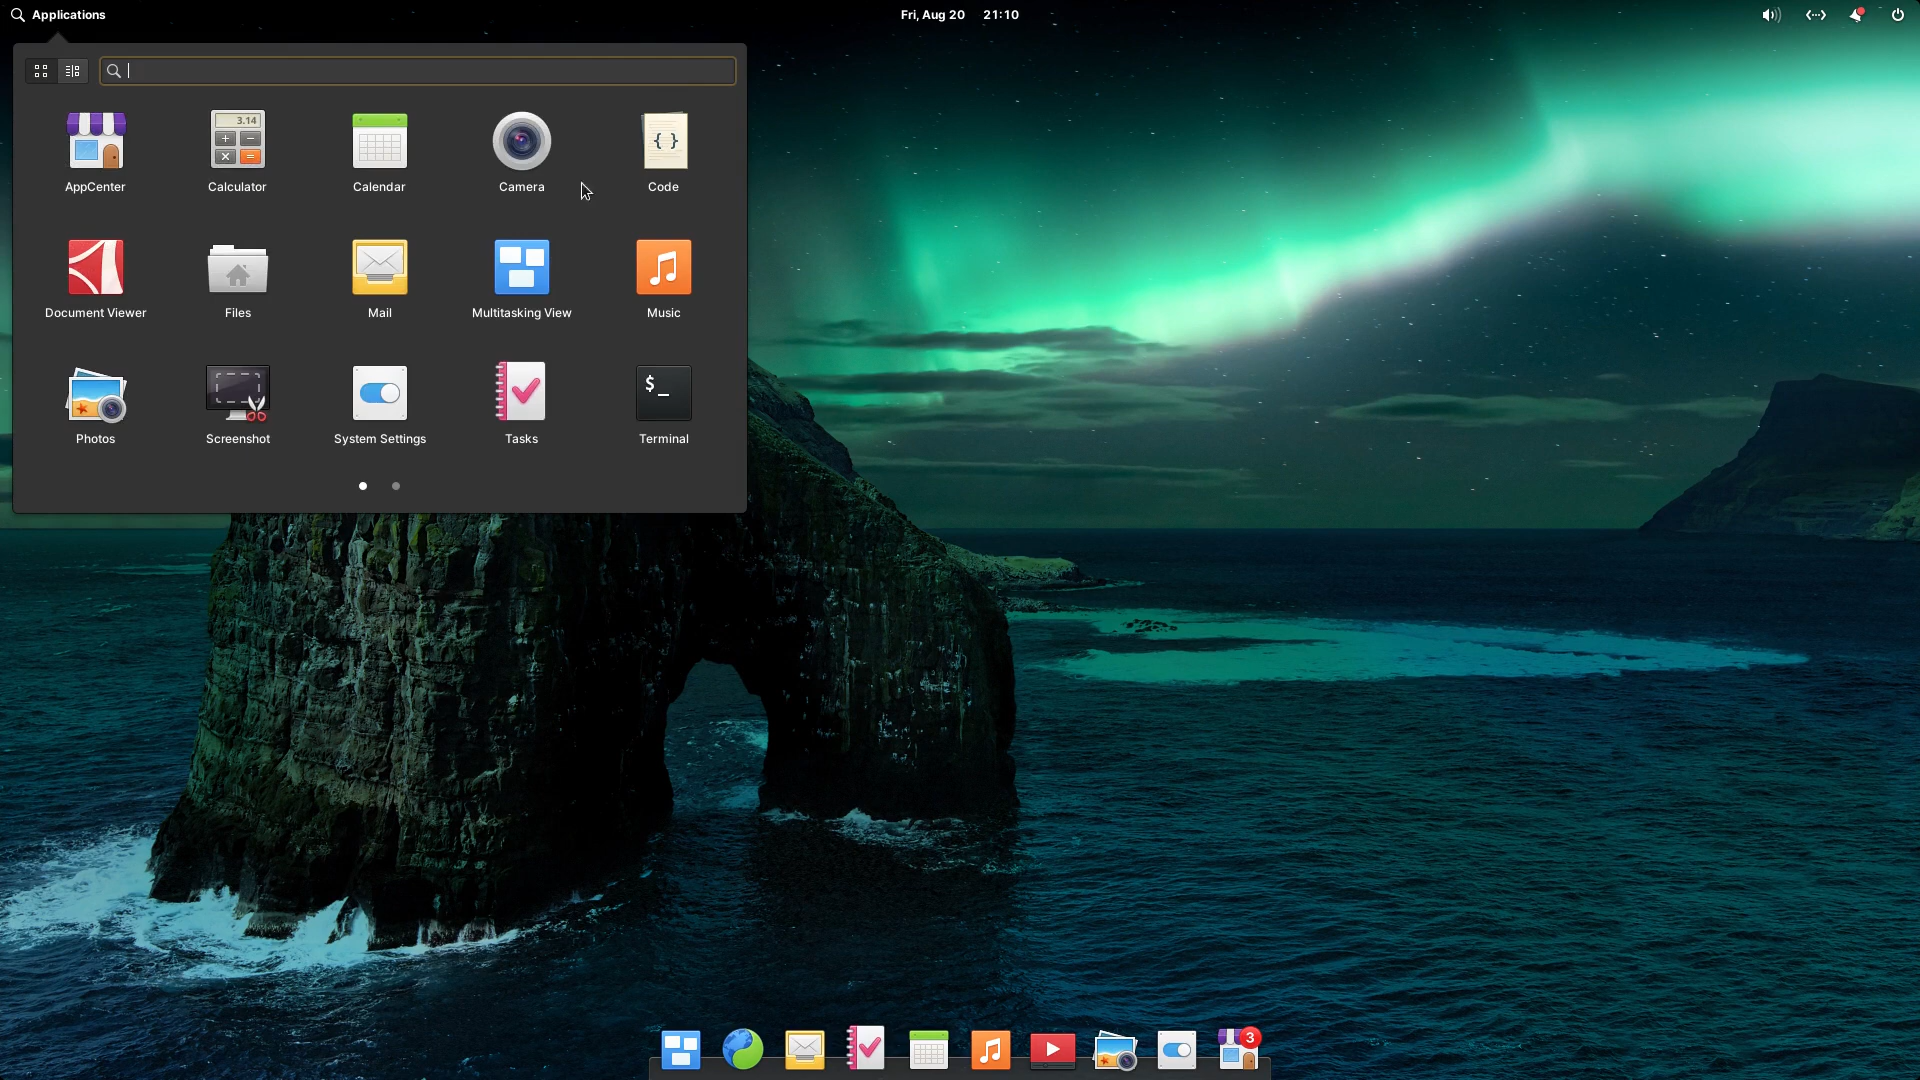 Applications
Fri, Aug 20 21:10
3.14
AppCenter Calculator Calendar Camera Code
Document Viewer Files Mail Multitasking View Music
$_
Photos Screenshot System Settings Tasks Terminal
3